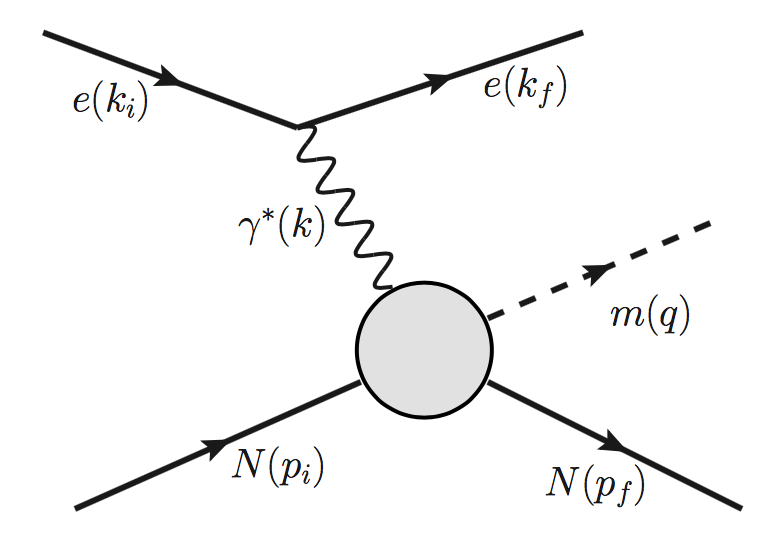 e(k_i)
e(k_f)
γ*(k)
m(q)
N(p_i)
N(p_f)